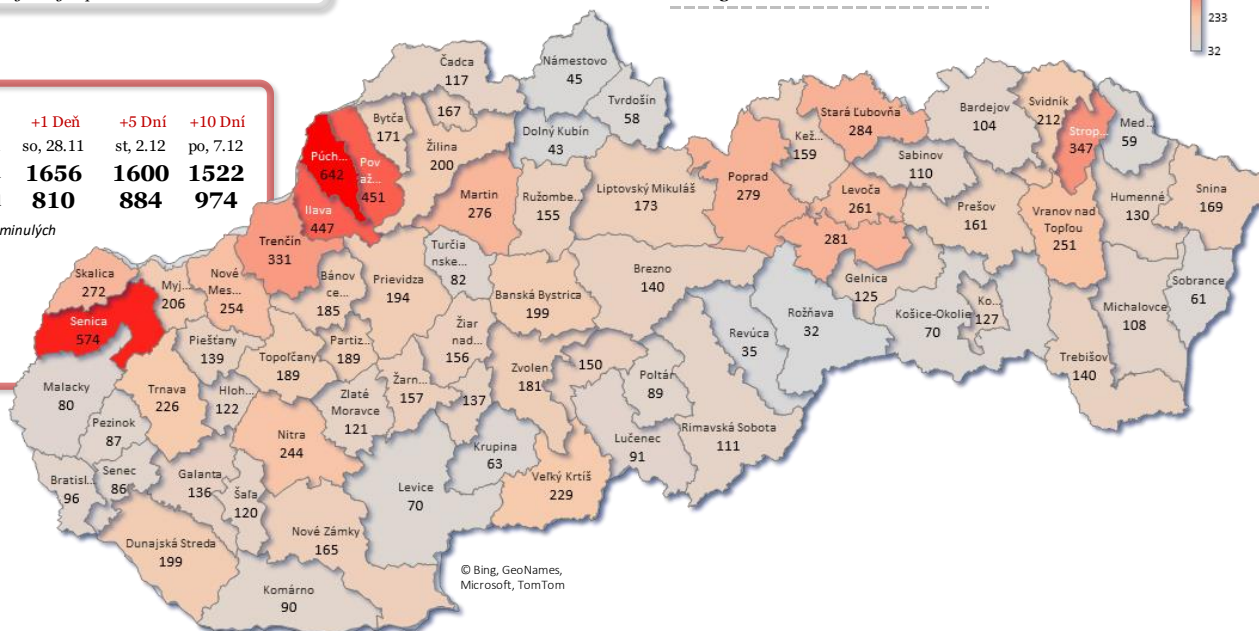 233
32
+1 Deň +5 Dní +10 Dní
so, 28.11 st, 2.12 po, 7.12
1656 1600 1522
810 884 974
minulých
Čadca
117
Námestovo
45
Tvrdošín
58
Dolný Kubín
43
167
Bytča
171
Žilina
200
Púch...
642
Pov
až...
451
Ilava
447
Martin
276
Ružombe...
155
Liptovský Mikuláš
173
Poprad
279
Kež...
159
Stará Ľubovňa
284
Levoča
261
281
Sabinov
110
Bardejov
104
Svidník
212
Strop...
347
Med...
59
Prešov
161
Vranov nad
Topľou
251
Humenné
130
Snina
169
Sobrance
61
Michalovce
108
Trebišov
140
Gelnica
125
Košice-Okolie
70
Ko...
127
Rožňava
32
Revúca
35
Brezno
140
Banská Bystrica
199
Turčia
nske...
82
Prievidza
194
Trenčín
331
Bánov
ce...
185
Nové
Mes...
254
Myj...
206
Skalica
272
Senica
574
Piešťany
139
Topoľčany
189
Partiz...
189
Žiar
nad...
156
Žarn...
157
137
Zvolen
181
150
Poltár
89
Rimavská Sobota
111
Lučenec
91
Veľký Krtíš
229
Krupina
63
Levice
70
Zlaté
Moravce
121
Nitra
244
Hloh...
122
Trnava
226
Malacky
80
Pezinok
87
Senec
86
Bratisl...
96
Galanta
136
Šaľa
120
Dunajská Streda
199
Nové Zámky
165
Komárno
90
© Bing, GeoNames,
Microsoft, TomTom